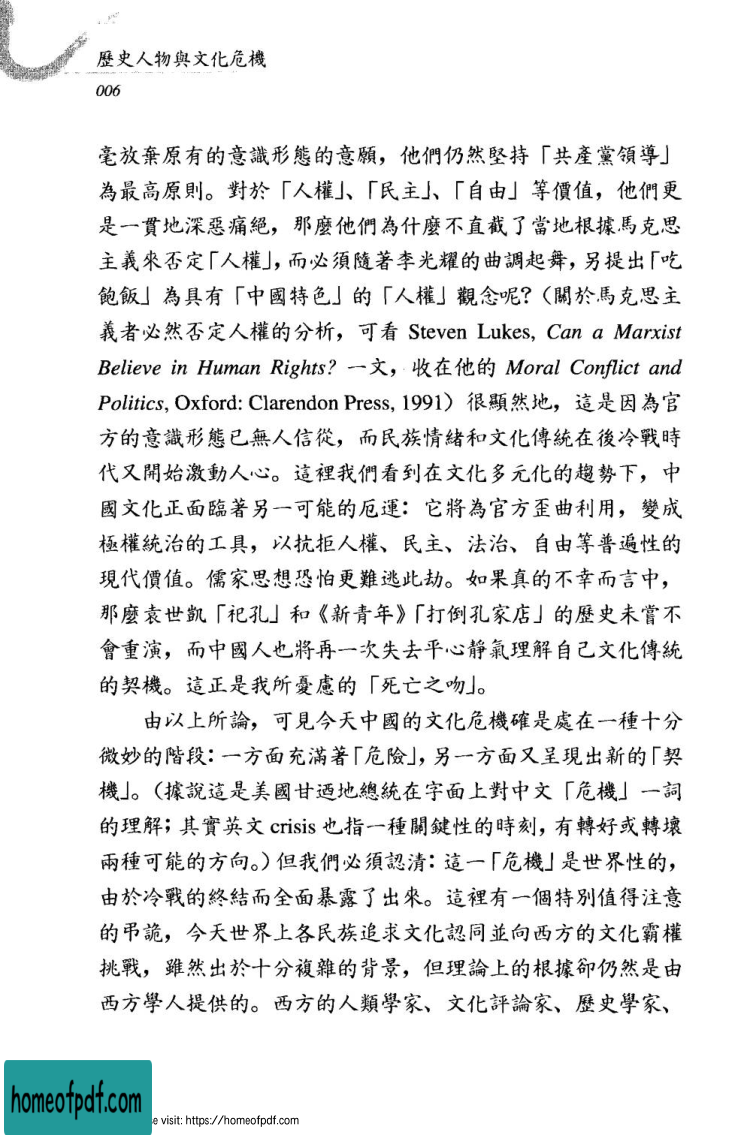 歷史人物與文化危機
006
毫放棄原有的意識形態的意願，他們仍然堅持「共產黨領導」
為最高原則。對於「人權」、「民主」、「自由」等價值，他們更
是一貫地深惡痛絕，那麼他們為什麼不直截了當地根據馬克思
主義來否定「人權」，而必須隨著李光耀的曲調起舞，另提出「吃
飽飯」為具有「中國特色」的「人權」觀念呢？（關於馬克思主
義者必然否定人權的分析，可看 Steven Lukes, Can a Marxist
Believe in Human Rights? 一文，收在他的 Moral Conflict and
Politics, Oxford: Clarendon Press, 1991）很顯然地，這是因為官
方的意識形態已無人信從，而民族情緒和文化傳統在後冷戰時
代又開始激動人心。這裡我們看到在文化多元化的趨勢下，中
國文化正面臨著另一可能的厄運：它將為官方歪曲利用，變成
極權統治的工具，以抗拒人權、民主、法治、自由等普遍性的
現代價值。儒家思想恐怕更難逃此劫。如果真的不幸而言中，
那麼袁世凱「祀孔」和《新青年》「打倒孔家店」的歷史未嘗不
會重演，而中國人也將再一次失去平心靜氣理解自己文化傳統
的契機。這正是我所憂慮的「死亡之吻」。
由以上所論，可見今天中國的文化危機確是處在一種十分
微妙的階段：一方面充滿著「危險」，另一方面又呈現出新的「契
機」。（據說這是美國甘迺地總統在字面上對中文「危機」一詞
的理解；其實英文 crisis 也指一種關鍵性的時刻，有轉好或轉壞
兩種可能的方向。）但我們必須認清：這一「危機」是世界性的，
由於冷戰的終結而全面暴露了出來。這裡有一個特別值得注意
的弔詭，今天世界上各民族追求文化認同並向西方的文化霸權
挑戰，雖然出於十分複雜的背景，但理論上的根據卻仍然是由
西方學人提供的。西方的人類學家、文化評論家、歷史學家、
homeofpdf.com
se visit: https://homeofpdf.com